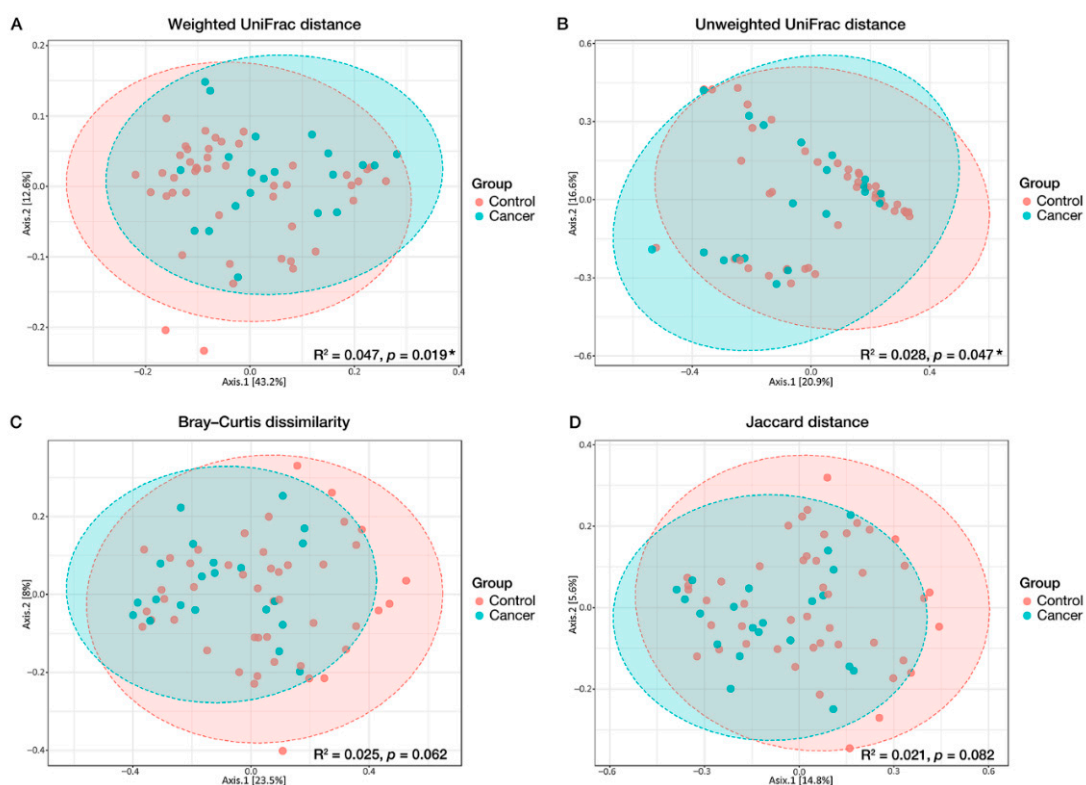 A
Weighted UniFrac distance
0.2
0.1
0.0
−0.1
−0.2
Axis.2 [12.6%]
−0.2
0.0
0.2
0.4
Axis.1 [43.2%]
R² = 0.047, p = 0.019*
Group
Control
Cancer
B
Unweighted UniFrac distance
0.6
0.3
0.0
−0.3
−0.6
Axis.2 [16.6%]
−0.4
0.0
0.4
Axis.1 [20.9%]
R² = 0.028, p = 0.047*
Group
Control
Cancer
C
Bray–Curtis dissimilarity
0.2
0.0
−0.2
−0.4
Axis.2 [8%]
−0.4
0.0
0.4
Axis.1 [23.5%]
R² = 0.025, p = 0.062
Group
Control
Cancer
D
Jaccard distance
0.4
0.2
0.0
−0.2
Axis.2 [5.6%]
−0.6
−0.3
0.0
0.3
0.6
Asix.1 [14.8%]
R² = 0.021, p = 0.082
Group
Control
Cancer